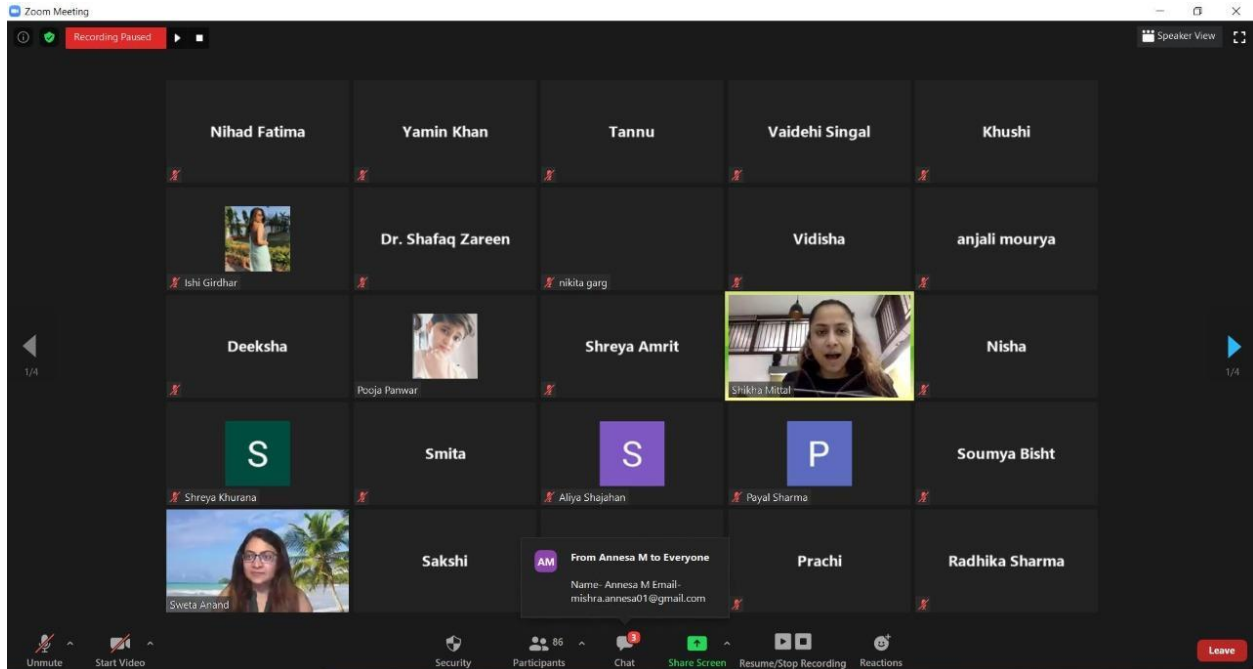 Zoom Meeting
Recording Paused
Speaker View
Nihad Fatima
Yamin Khan
Tannu
Vaidehi Singal
Khushi
Ishi Girdhar
Dr. Shafaq Zareen
nikita garg
Vidisha
anjali mourya
Deeksha
Pooja Panwar
Shreya Amrit
Shikha Mittal
Nisha
1/4
1/4
S
Shreya Khurana
Smita
S
Aliya Shajahan
P
Payal Sharma
Soumya Bisht
Sweta Anand
Sakshi
AM
From Annesa M to Everyone
Name- Annesa M Email-
mishra.annesa01@gmail.com
Prachi
Radhika Sharma
Unmute
Start Video
Security
86
Participants
3
Chat
Share Screen
Resume/Stop Recording
Reactions
Leave